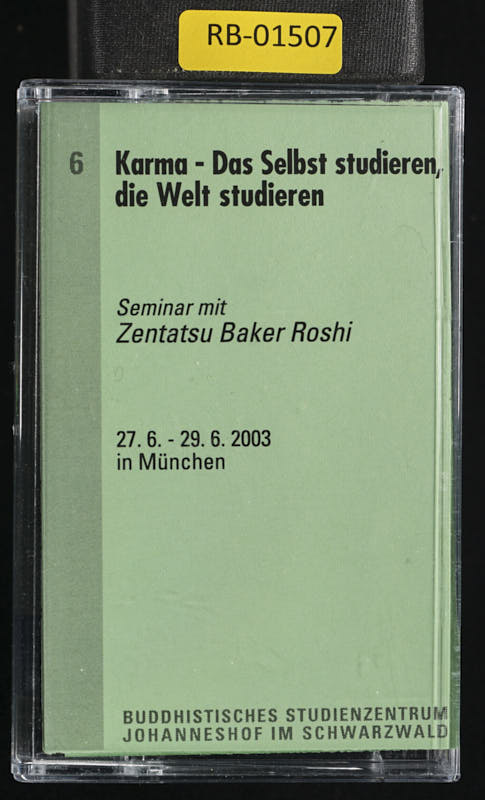 RB-01507
6
Karma - Das Selbst studieren,
die Welt studieren
Seminar mit
Zentatsu Baker Roshi
27. 6. - 29. 6. 2003
in München
BUDDHISTISCHES STUDIENZENTRUM
JOHANNESHOF IM SCHWARZWALD